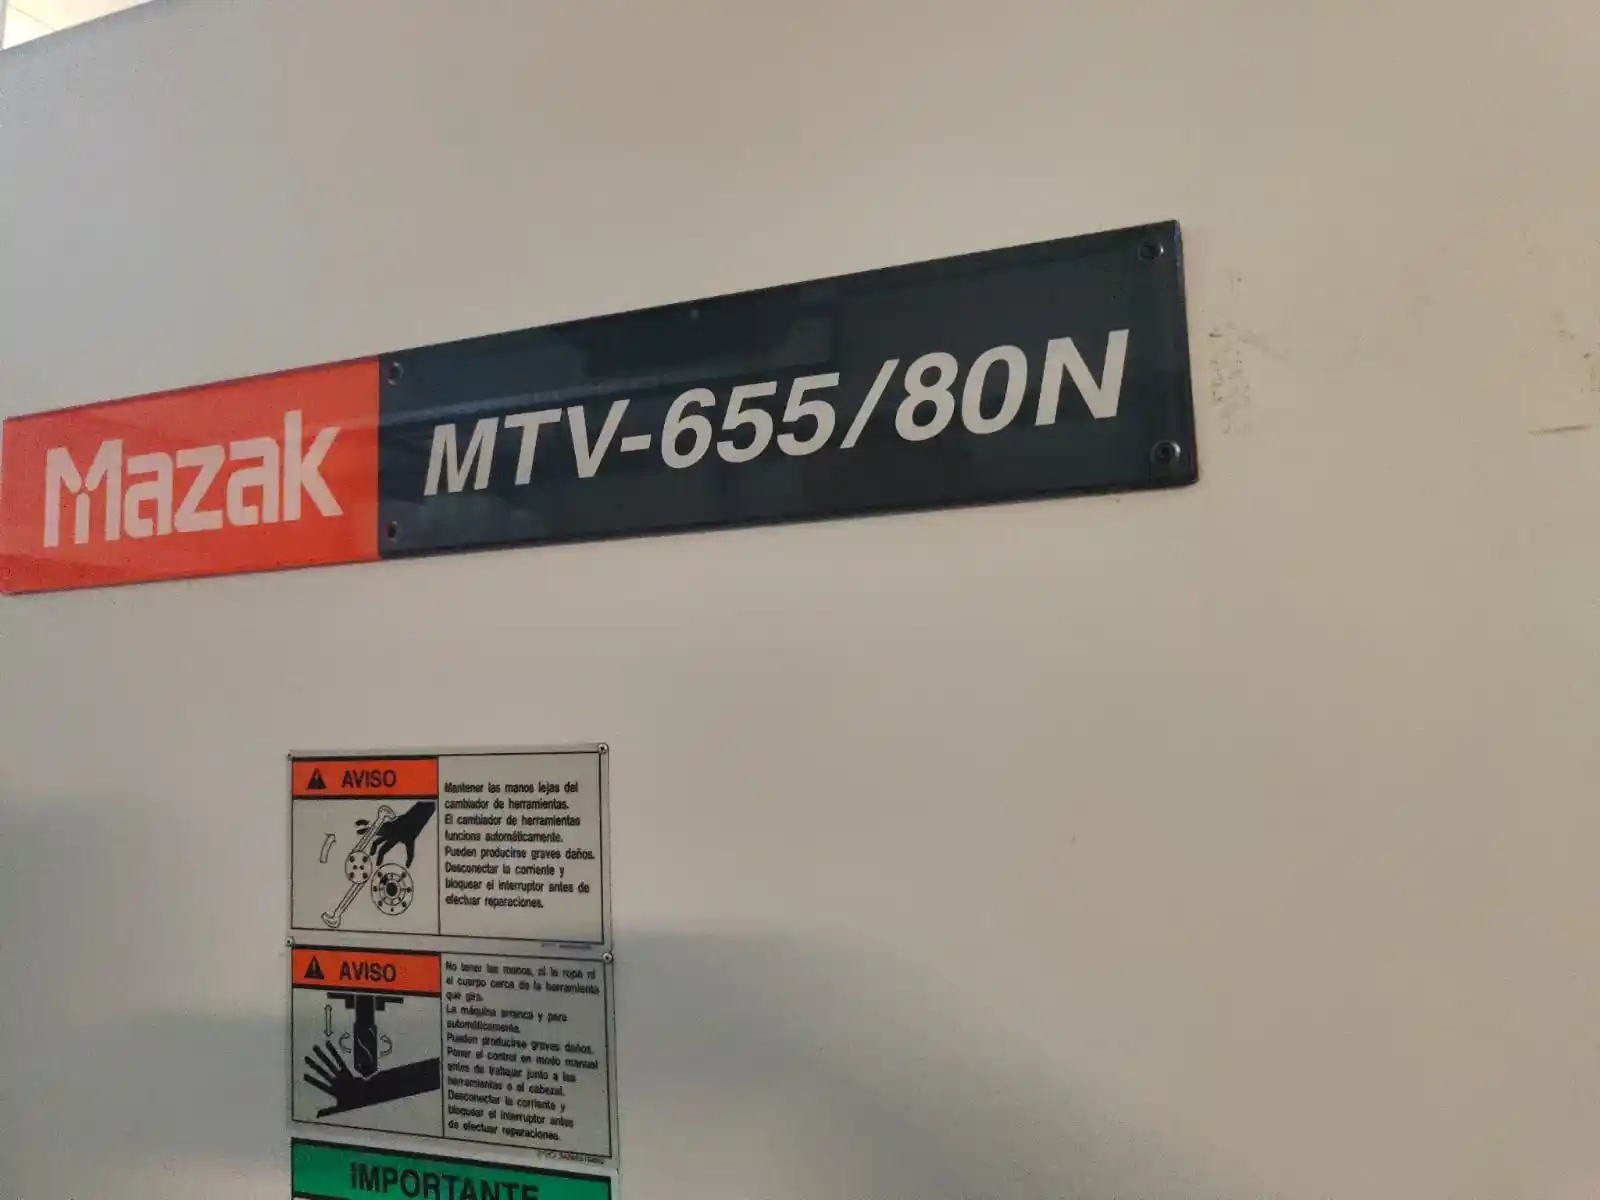 Mazak MTV-655/80N
AVISO
Mantener las manos lejas del
cambiador de herramientas.
El cambiador de herramientas
funciona automáticamente.
Pueden producirse graves daños.
Desconectar la corriente y
bloquear el interruptor antes de
efectuar reparaciones.
AVISO
No tener las manos, ni la ropa ni
el cuerpo cerca de la herramienta
que gira.
La máquina arranca y para
automáticamente.
Pueden producirse graves daños.
Poner el control en modo manual
antes de trabajar junto a las
herramientas o el cabezal.
Desconectar la corriente y
bloquear el interruptor antes
de efectuar reparaciones.
IMPORTANTE